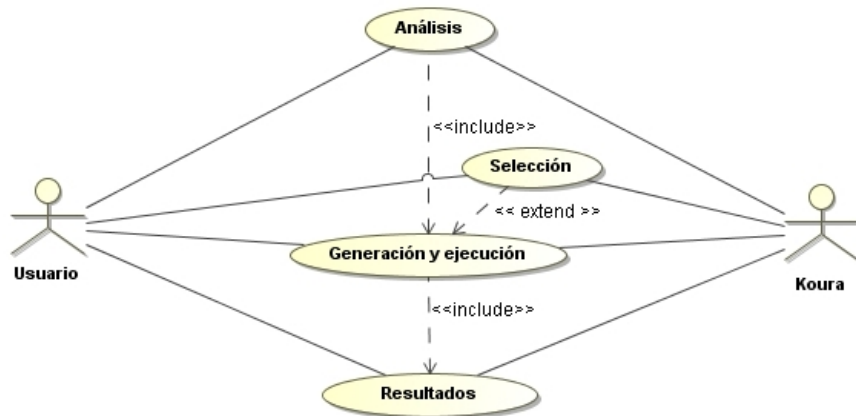 Análisis
<<include>>
Selección
<< extend >>
Generación y ejecución
Usuario
Koura
<<include>>
Resultados